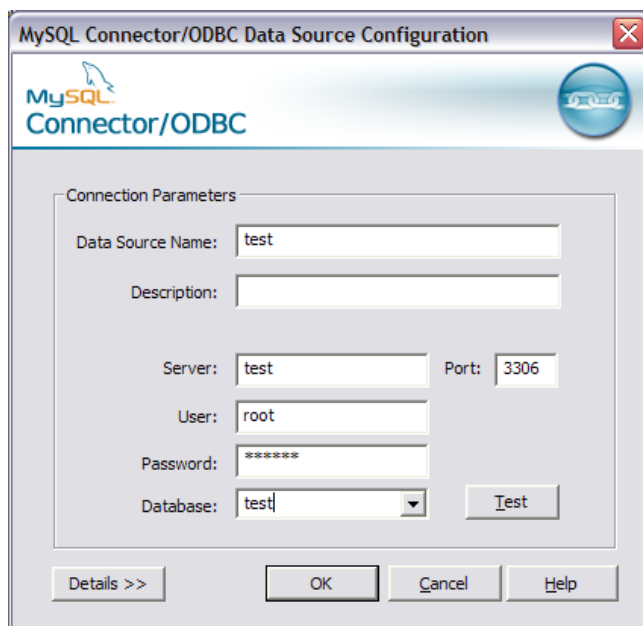 MySQL Connector/ODBC Data Source Configuration
MySQL
Connector/ODBC
Connection Parameters
Data Source Name: test
Description:
Server: test Port: 3306
User: root
Password: ******
Database: test Test
Details >> OK Cancel Help